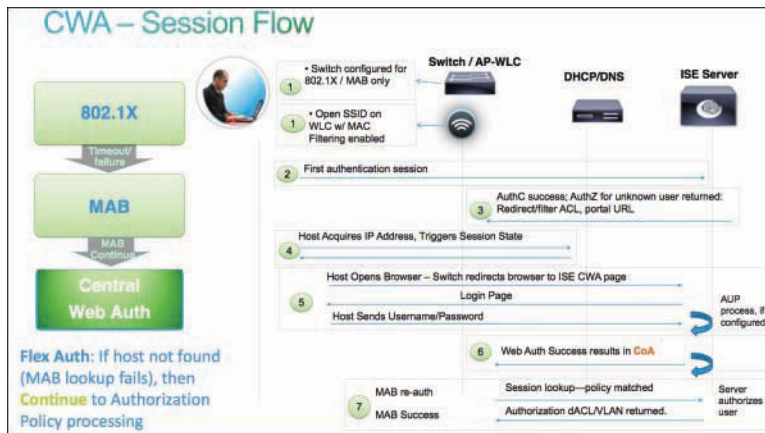 CWA – Session Flow
802.1X
Timeout/
failure
MAB
MAB
Continue
Central
Web Auth
Flex Auth: If host not found
(MAB lookup fails), then
Continue to Authorization
Policy processing
Switch / AP-WLC
DHCP/DNS
ISE Server
1
• Switch configured for
802.1X / MAB only
1
• Open SSID on
WLC w/ MAC
Filtering enabled
2
First authentication session
3
AuthC success; AuthZ for unknown user returned:
Redirect/filter ACL, portal URL
4
Host Acquires IP Address, Triggers Session State
5
Host Opens Browser – Switch redirects browser to ISE CWA page
Login Page
Host Sends Username/Password
AUP
process, if
configured
6
Web Auth Success results in CoA
7
MAB re-auth
MAB Success
Session lookup—policy matched
Authorization dACL/VLAN returned.
Server
authorizes
user